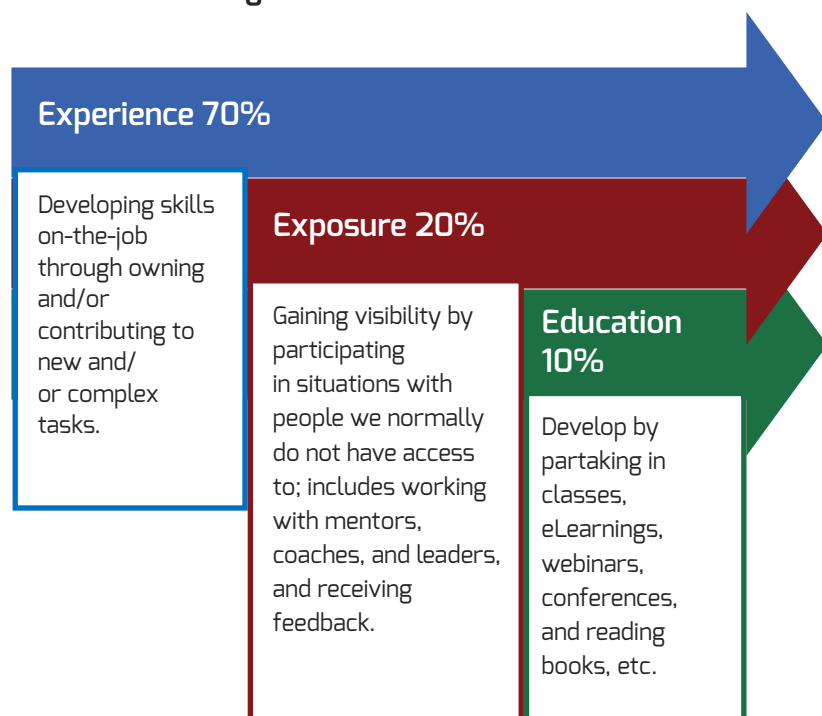 Experience 70%
Developing skills
on-the-job
through owning
and/or
contributing to
new and/
or complex
tasks.
Exposure 20%
Gaining visibility by
participating
in situations with
people we normally
do not have access
to; includes working
with mentors,
coaches, and leaders,
and receiving
feedback.
Education
10%
Develop by
partaking in
classes,
eLearnings,
webinars,
conferences,
and reading
books, etc.